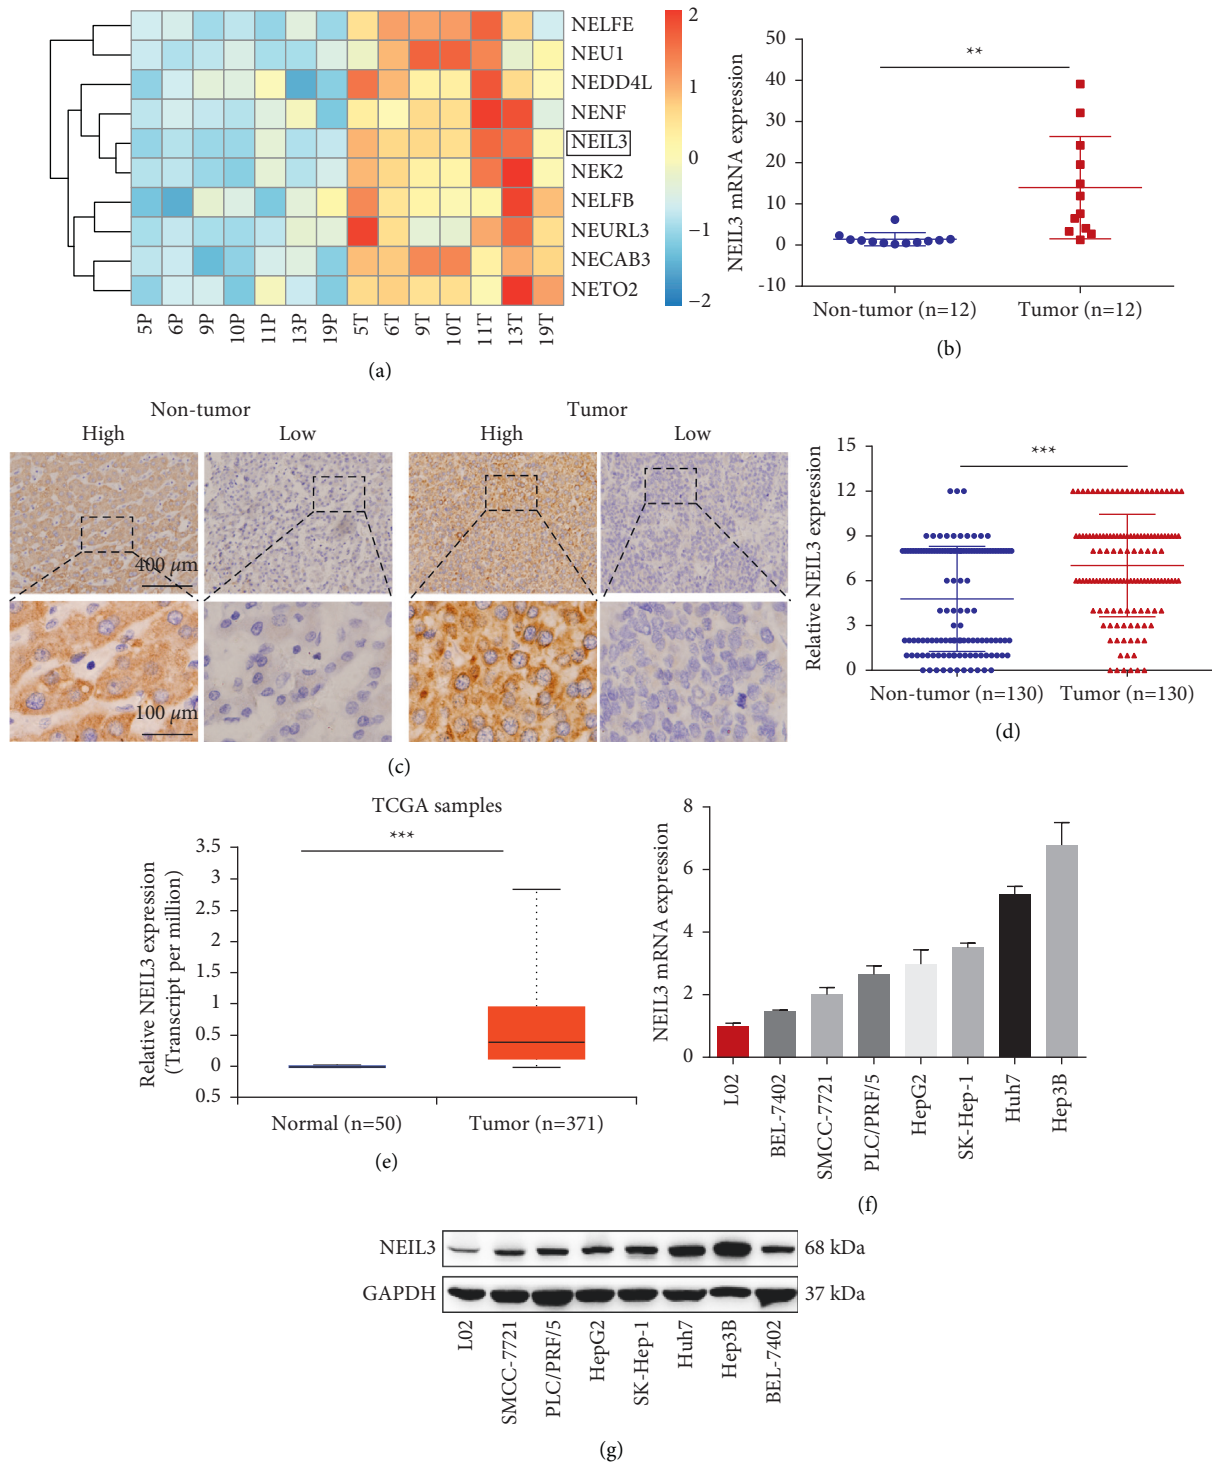 NELFE
NEU1
NEDD4L
NENF
NEIL3
NEK2
NELFB
NEURL3
NECAB3
NETO2
2
1
0
−1
−2
5P
6P
9P
10P
11P
13P
19P
5T
6T
9T
10T
11T
13T
19T
(a)
NEIL3 mRNA expression
50
40
30
20
10
0
-10
**
Non-tumor (n=12)
Tumor (n=12)
(b)
Non-tumor
Tumor
High
Low
High
Low
400 µm
100 µm
(c)
Relative NEIL3 expression
15
12
9
6
3
0
***
Non-tumor (n=130)
Tumor (n=130)
(d)
TCGA samples
***
Relative NEIL3 expression
(Transcript per million)
3.5
3
2.5
2
1.5
1
0.5
0
0.5
Normal (n=50)
Tumor (n=371)
(e)
NEIL3 mRNA expression
8
6
4
2
0
L02
BEL-7402
SMCC-7721
PLC/PRF/5
HepG2
SK-Hep-1
Huh7
Hep3B
(f)
NEIL3
68 kDa
GAPDH
37 kDa
L02
SMCC-7721
PLC/PRF/5
HepG2
SK-Hep-1
Huh7
Hep3B
BEL-7402
(g)